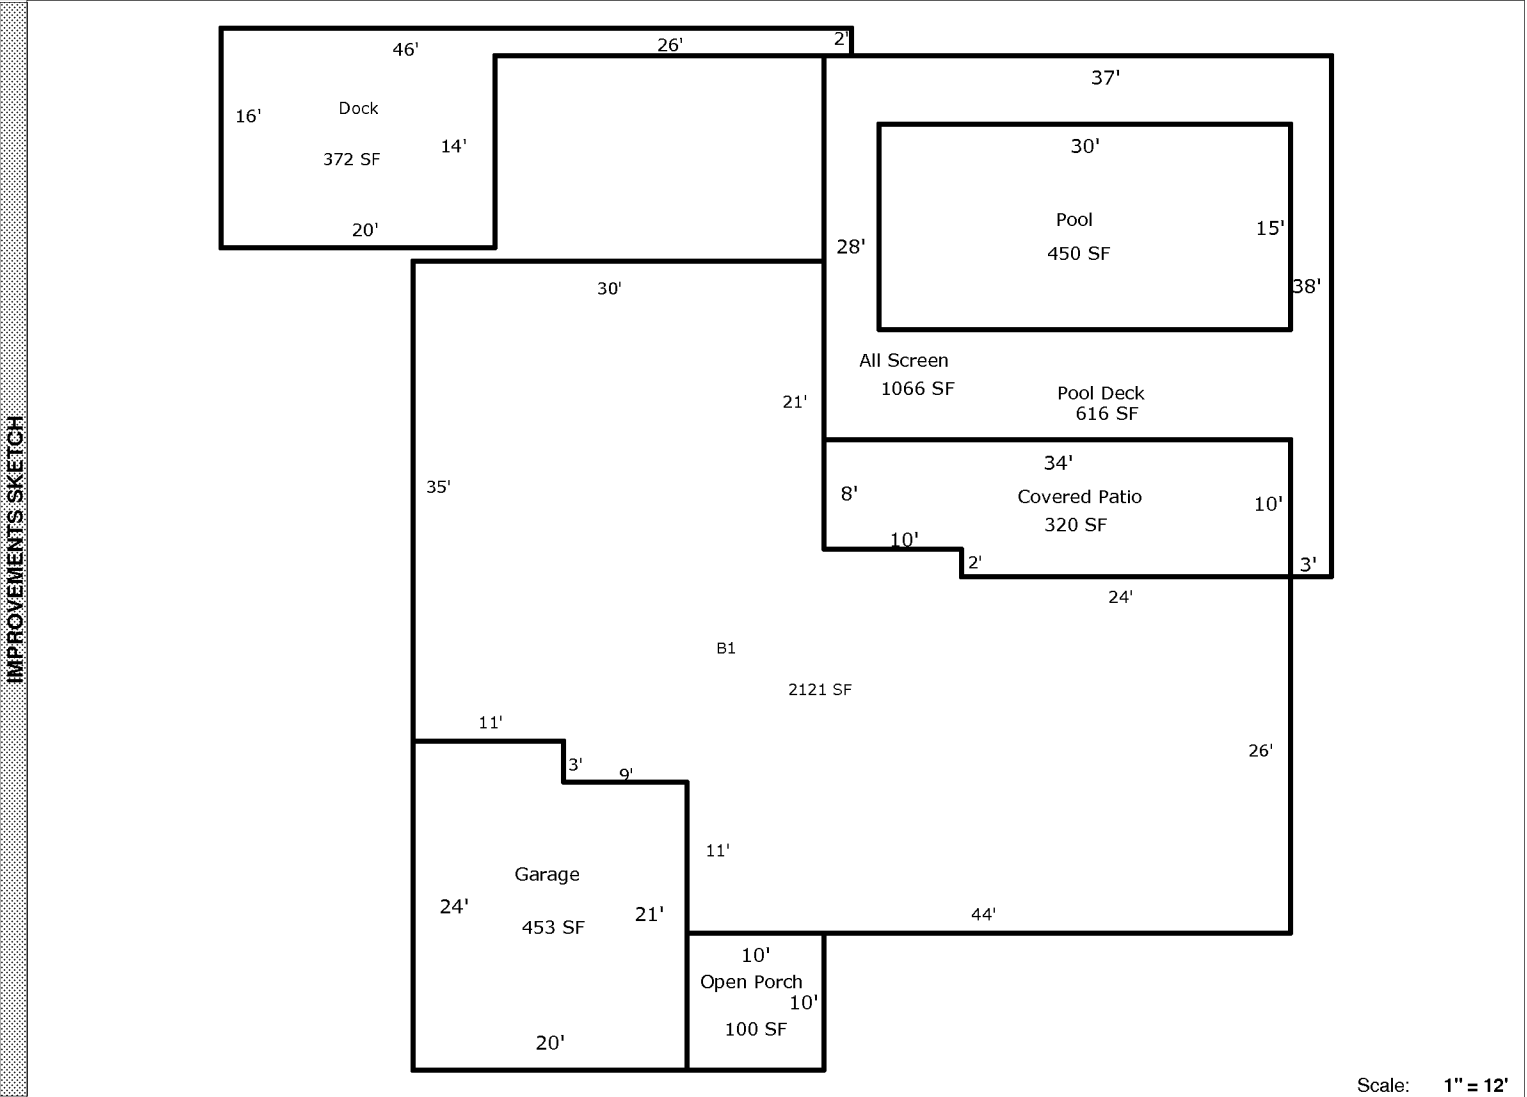 IMPROVEMENTS SKETCH
46'
26'
2'
16'
Dock
14'
372 SF
20'
37'
30'
Pool
15'
28'
450 SF
38'
30'
All Screen
1066 SF
Pool Deck
616 SF
21'
34'
35'
8'
Covered Patio
10'
320 SF
10'
2'
3'
24'
B1
2121 SF
11'
3'
9'
26'
11'
Garage
24'
21'
453 SF
44'
10'
Open Porch
10'
100 SF
20'
Scale: 1" = 12'